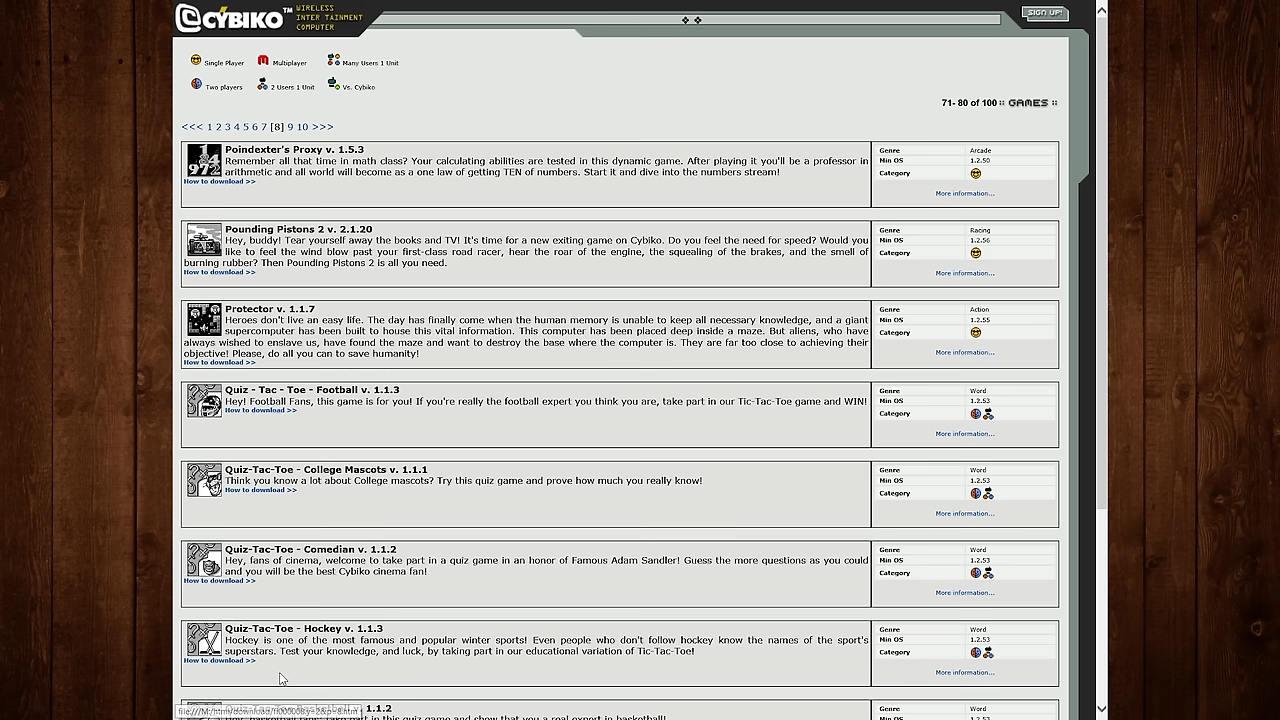 CYBIKO™ WIRELESS
INTER TAINMENT
COMPUTER
SIGN UP!
Single Player Multiplayer Many Users 1 Unit
Two players 2 Users 1 Unit Vs. Cybiko
71- 80 of 100 :: GAMES ::
<<< 1 2 3 4 5 6 7 [8] 9 10 >>>
Poindexter's Proxy v. 1.5.3
Remember all that time in math class? Your calculating abilities are tested in this dynamic game. After playing it you'll be a professor in
arithmetic and all world will become as a one law of getting TEN of numbers. Start it and dive into the numbers stream!
How to download >>
Genre Arcade
Min OS 1.2.50
Category
More information...
Pounding Pistons 2 v. 2.1.20
Hey, buddy! Tear yourself away the books and TV! It's time for a new exiting game on Cybiko. Do you feel the need for speed? Would you
like to feel the wind blow past your first-class road racer, hear the roar of the engine, the squealing of the brakes, and the smell of
burning rubber? Then Pounding Pistons 2 is all you need.
How to download >>
Genre Racing
Min OS 1.2.56
Category
More information...
Protector v. 1.1.7
Heroes don't live an easy life. The day has finally come when the human memory is unable to keep all necessary knowledge, and a giant
supercomputer has been built to house this vital information. This computer has been placed deep inside a maze. But aliens, who have
always wished to enslave us, have found the maze and want to destroy the base where the computer is. They are far too close to achieving their
objective! Please, do all you can to save humanity!
How to download >>
Genre Action
Min OS 1.2.55
Category
More information...
Quiz - Tac - Toe - Football v. 1.1.3
Hey! Football Fans, this game is for you! If you're really the football expert you think you are, take part in our Tic-Tac-Toe game and WIN!
How to download >>
Genre Word
Min OS 1.2.53
Category
More information...
Quiz-Tac-Toe - College Mascots v. 1.1.1
Think you know a lot about College mascots? Try this quiz game and prove how much you really know!
How to download >>
Genre Word
Min OS 1.2.53
Category
More information...
Quiz-Tac-Toe - Comedian v. 1.1.2
Hey, fans of cinema, welcome to take part in a quiz game in an honor of Famous Adam Sandler! Guess the more questions as you could
and you will be the best Cybiko cinema fan!
How to download >>
Genre Word
Min OS 1.2.53
Category
More information...
Quiz-Tac-Toe - Hockey v. 1.1.3
Hockey is one of the most famous and popular winter sports! Even people who don't follow hockey know the names of the sport's
superstars. Test your knowledge, and luck, by taking part in our educational variation of Tic-Tac-Toe!
How to download >>
Genre Word
Min OS 1.2.53
Category
More information...
1.1.2
take part in this quiz game and show that you a real expert in basketball!
Genre Word
Min OS 1.2.53